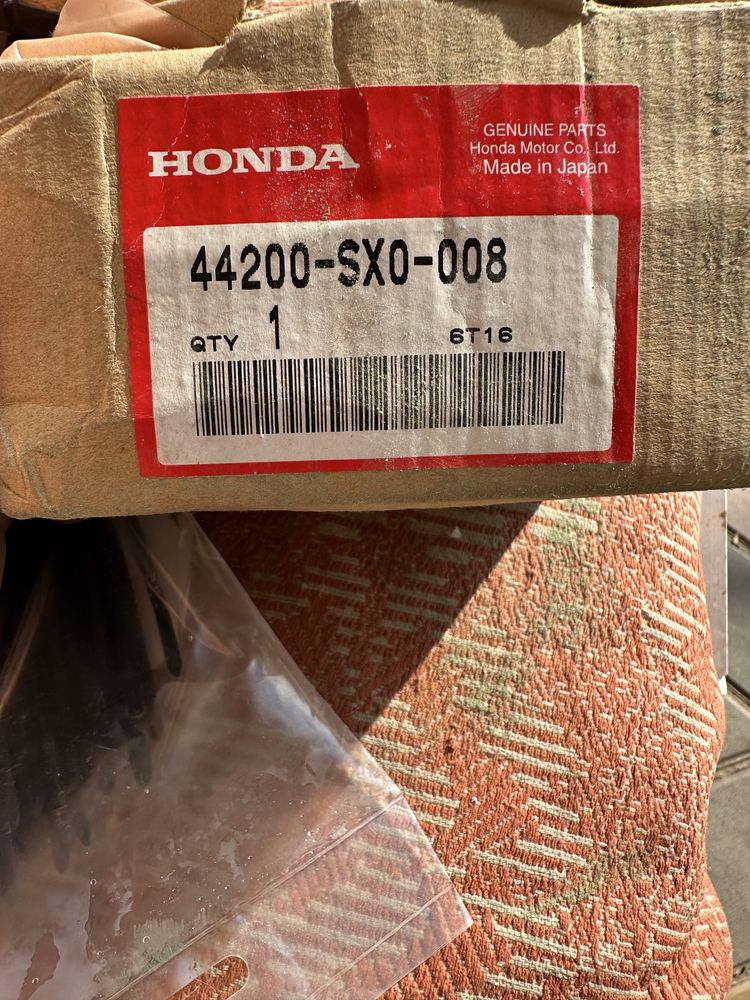 HONDA
GENUINE PARTS
Honda Motor Co., Ltd.
Made in Japan
44200-SX0-008
QTY 1 6T16